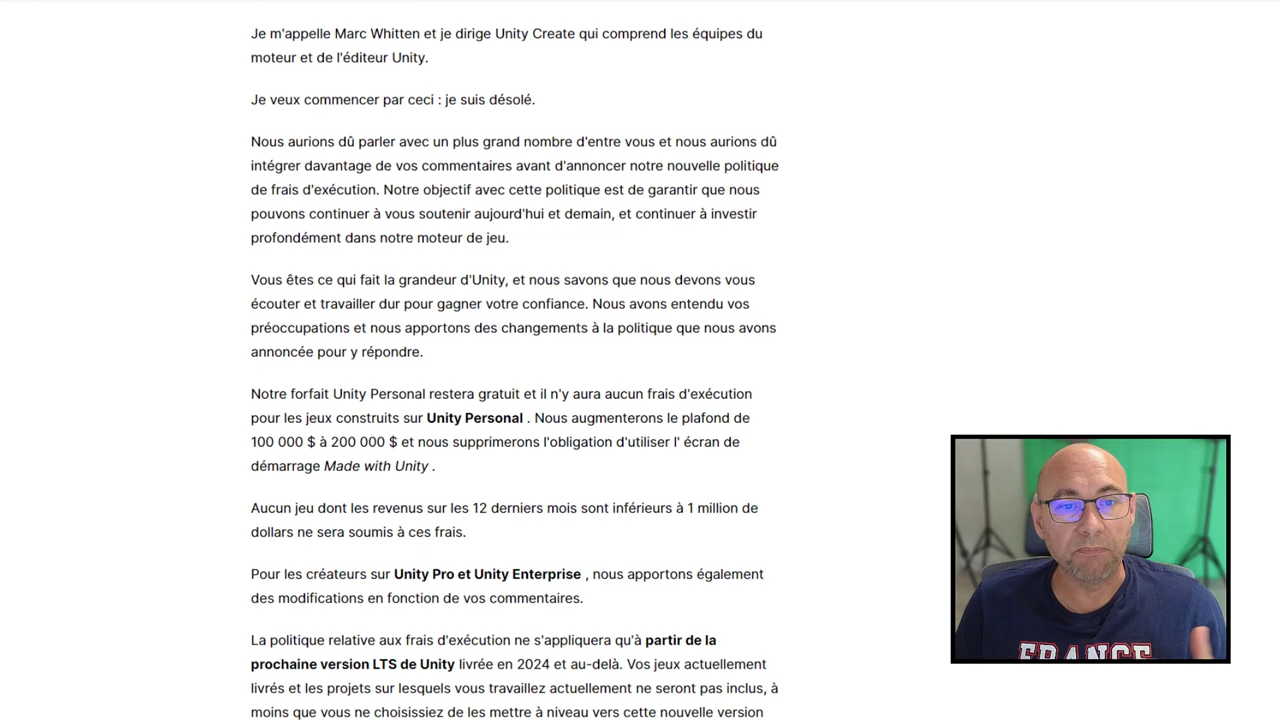 Je m'appelle Marc Whitten et je dirige Unity Create qui comprend les équipes du
moteur et de l'éditeur Unity.
Je veux commencer par ceci : je suis désolé.
Nous aurions dû parler avec un plus grand nombre d'entre vous et nous aurions dû
intégrer davantage de vos commentaires avant d'annoncer notre nouvelle politique
de frais d'exécution. Notre objectif avec cette politique est de garantir que nous
pouvons continuer à vous soutenir aujourd'hui et demain, et continuer à investir
profondément dans notre moteur de jeu.
Vous êtes ce qui fait la grandeur d'Unity, et nous savons que nous devons vous
écouter et travailler dur pour gagner votre confiance. Nous avons entendu vos
préoccupations et nous apportons des changements à la politique que nous avons
annoncée pour y répondre.
Notre forfait Unity Personal restera gratuit et il n'y aura aucun frais d'exécution
pour les jeux construits sur Unity Personal . Nous augmenterons le plafond de
100 000 $ à 200 000 $ et nous supprimerons l'obligation d'utiliser l' écran de
démarrage Made with Unity .
Aucun jeu dont les revenus sur les 12 derniers mois sont inférieurs à 1 million de
dollars ne sera soumis à ces frais.
Pour les créateurs sur Unity Pro et Unity Enterprise , nous apportons également
des modifications en fonction de vos commentaires.
La politique relative aux frais d'exécution ne s'appliquera qu'à partir de la
prochaine version LTS de Unity livrée en 2024 et au-delà. Vos jeux actuellement
livrés et les projets sur lesquels vous travaillez actuellement ne seront pas inclus, à
moins que vous ne choisissiez de les mettre à niveau vers cette nouvelle version
FRANCE